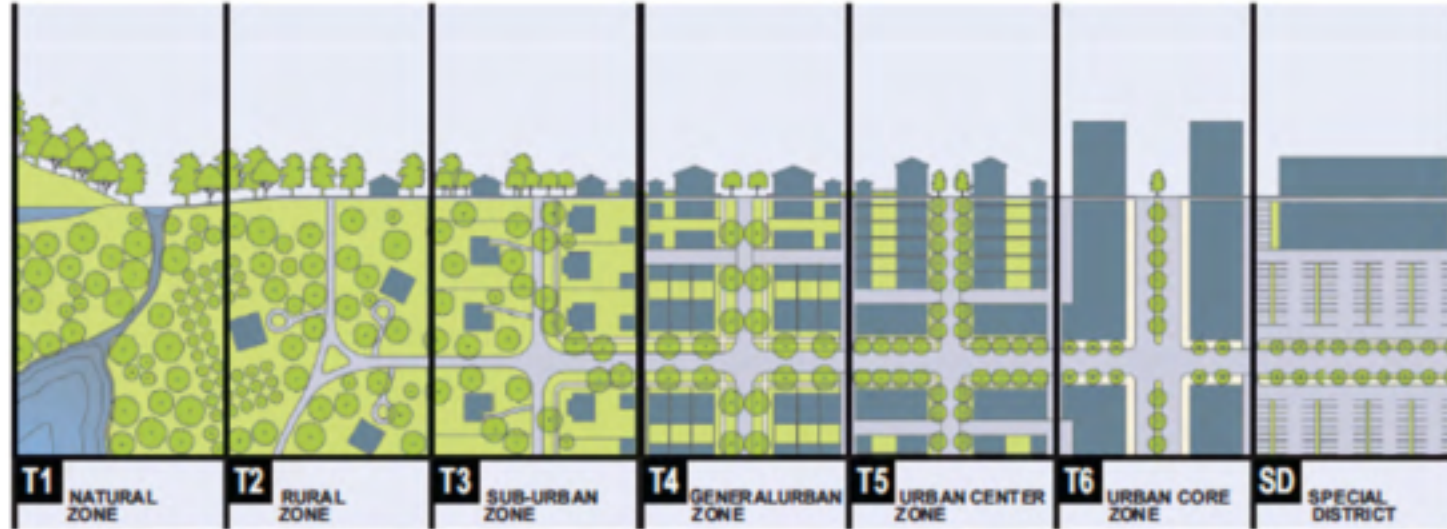 T1 NATURAL
ZONE
T2 RURAL
ZONE
T3 SUB-URBAN
ZONE
T4 GENERALURBAN
ZONE
T5 URBAN CENTER
ZONE
T6 URBAN CORE
ZONE
SD SPECIAL
DISTRICT